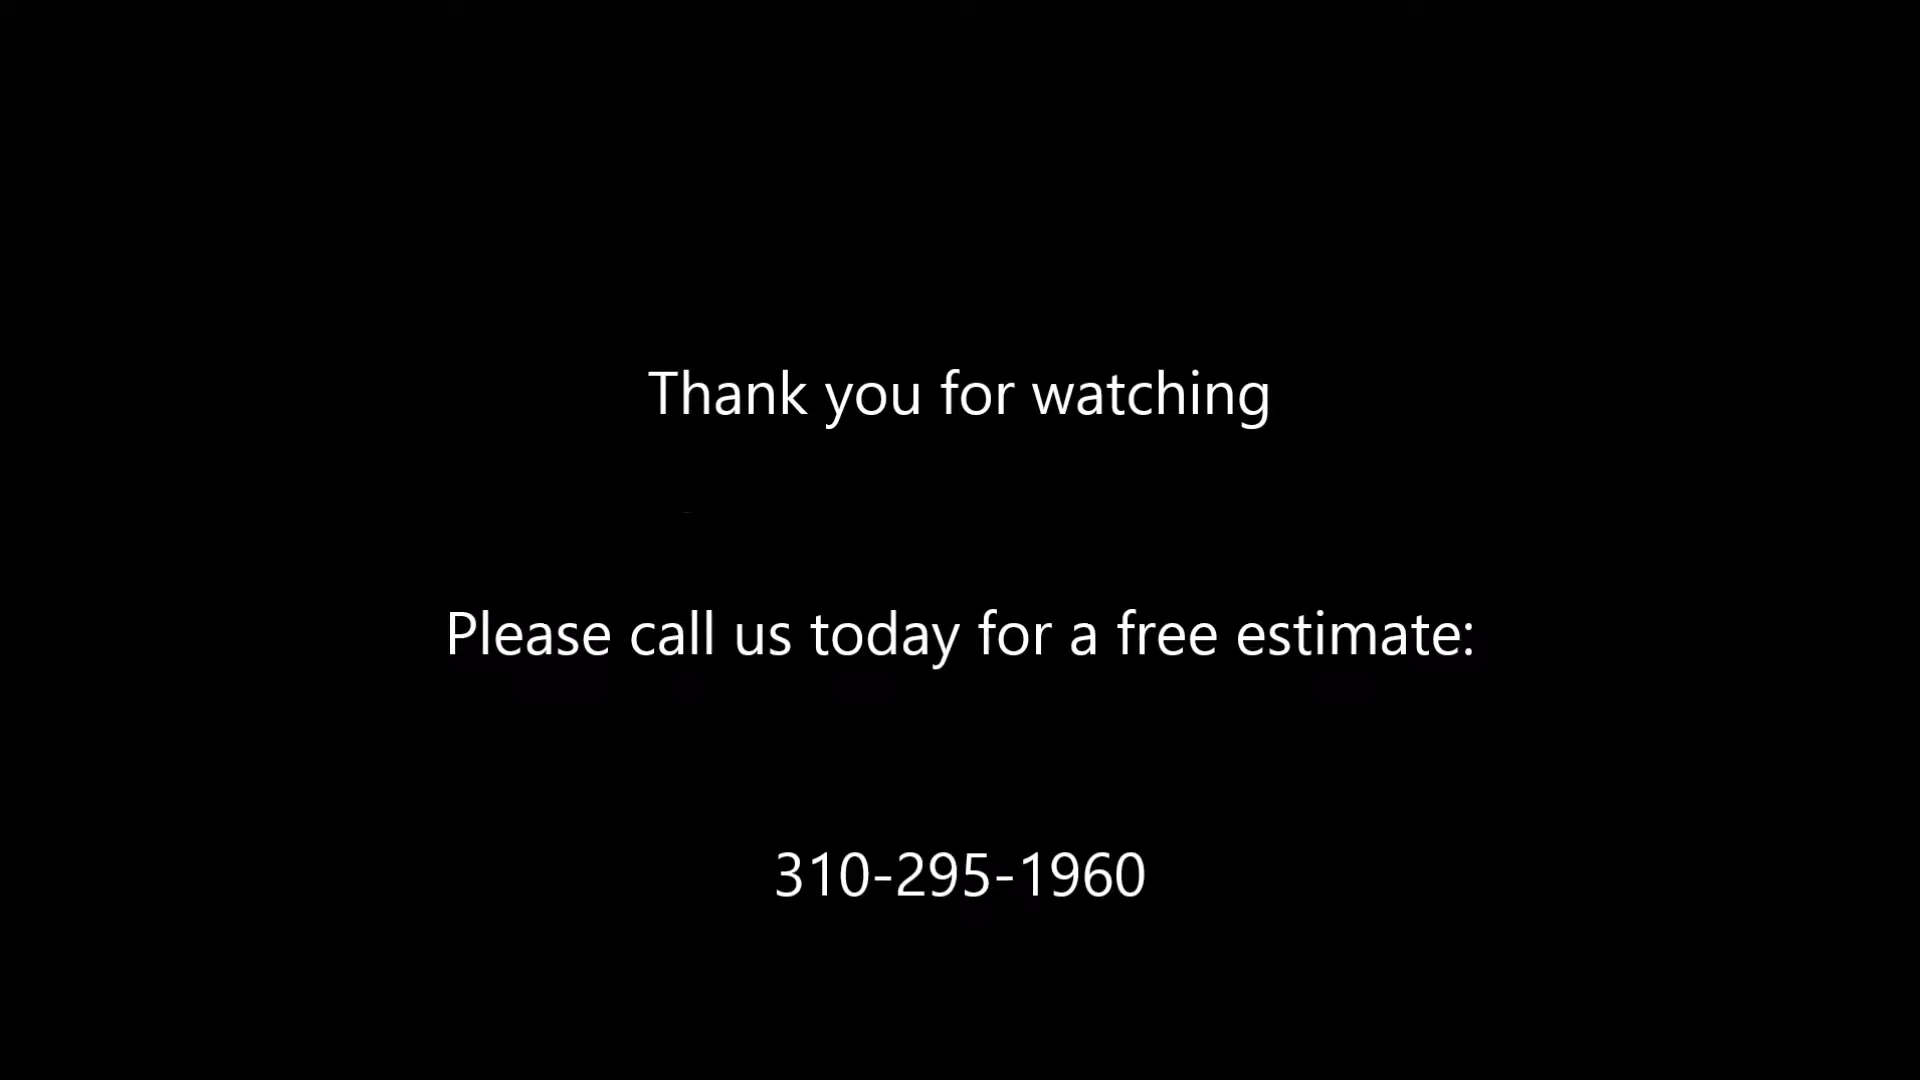 Thank you for watching
Please call us today for a free estimate:
310-295-1960